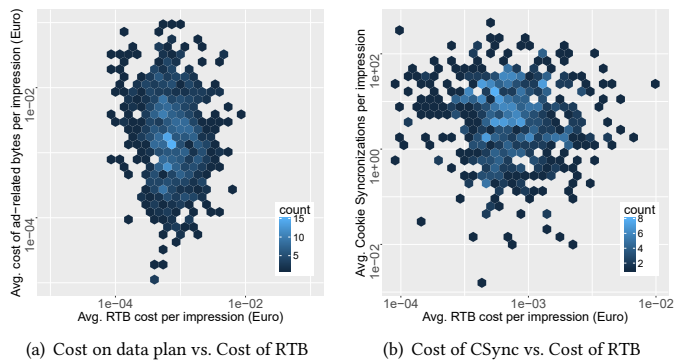 Avg. cost of ad−related bytes per impression (Euro)
1e−02
1e−04
count
15
10
5
1e−04
1e−02
Avg. RTB cost per impression (Euro)
(a) Cost on data plan vs. Cost of RTB
Avg. Cookie Syncronizations per impression
1e+02
1e+00
1e−02
count
8
6
4
2
1e−04
1e−03
1e−02
Avg. RTB cost per impression (Euro)
(b) Cost of CSync vs. Cost of RTB